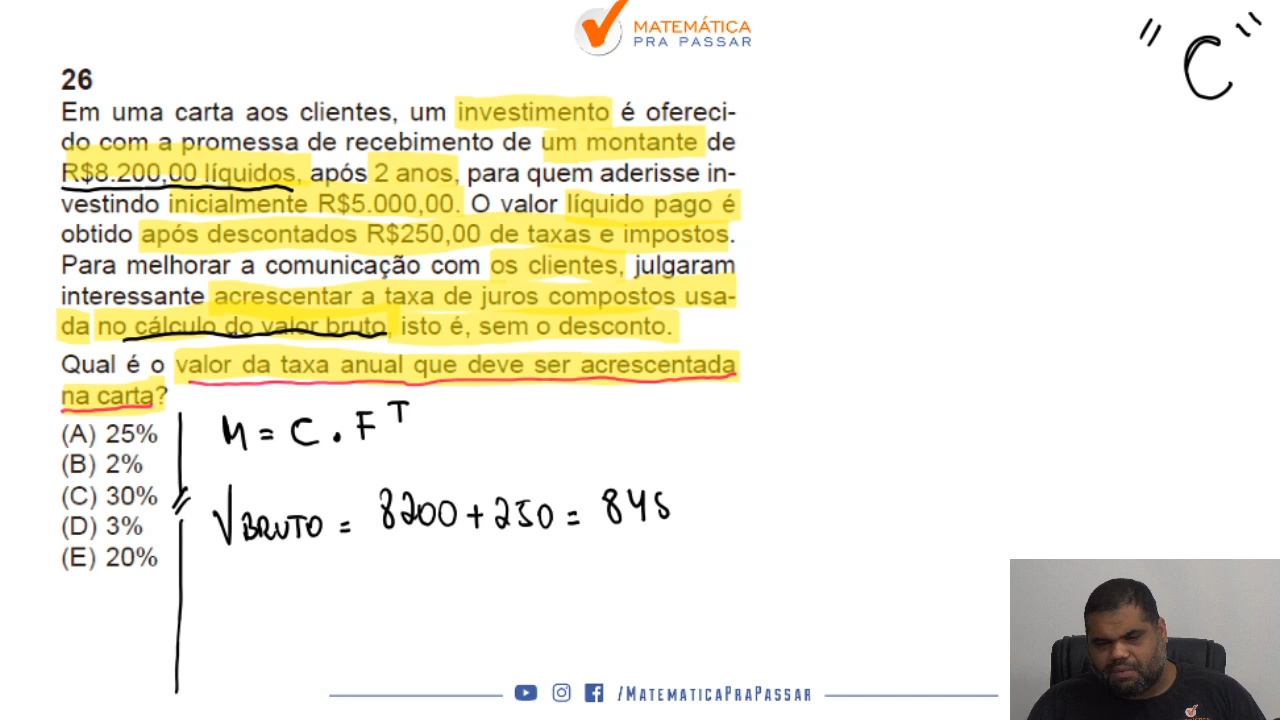 MATEMÁTICA
PRA PASSAR
"C"
26
Em uma carta aos clientes, um investimento é ofereci-
do com a promessa de recebimento de um montante de
R$8.200,00 líquidos, após 2 anos, para quem aderisse in-
vestindo inicialmente R$5.000,00. O valor líquido pago é
obtido após descontados R$250,00 de taxas e impostos.
Para melhorar a comunicação com os clientes, julgaram
interessante acrescentar a taxa de juros compostos usa-
da no cálculo do valor bruto, isto é, sem o desconto.
Qual é o valor da taxa anual que deve ser acrescentada
na carta?
(A) 25%
(B) 2%
(C) 30%
(D) 3%
(E) 20%
M = C . F^T
VBRUTO = 8200 + 250 = 845
/MATEMATICAPRAPASSAR